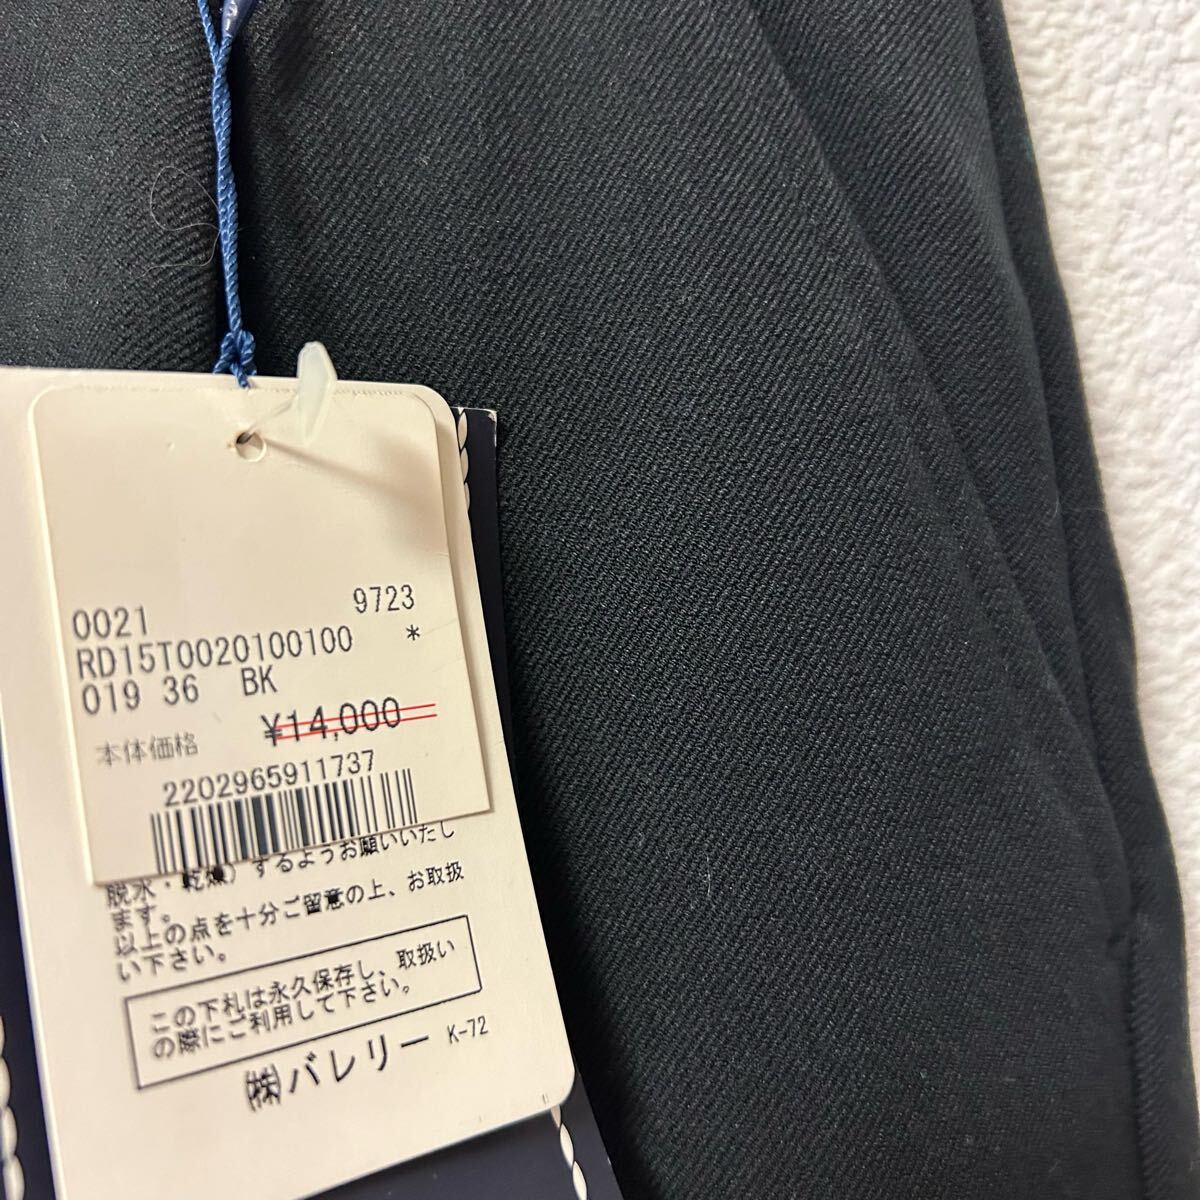 0021 9723
RD15T0020100100 *
019 36 BK
本体価格 ¥14,000
2202965911737
脱水・乾燥）するようお願いいたし
ます。
以上の点を十分ご留意の上、お取扱
い下さい。
この下札は永久保存し、取扱い
の際にご利用して下さい。
㈱バレリー K-72